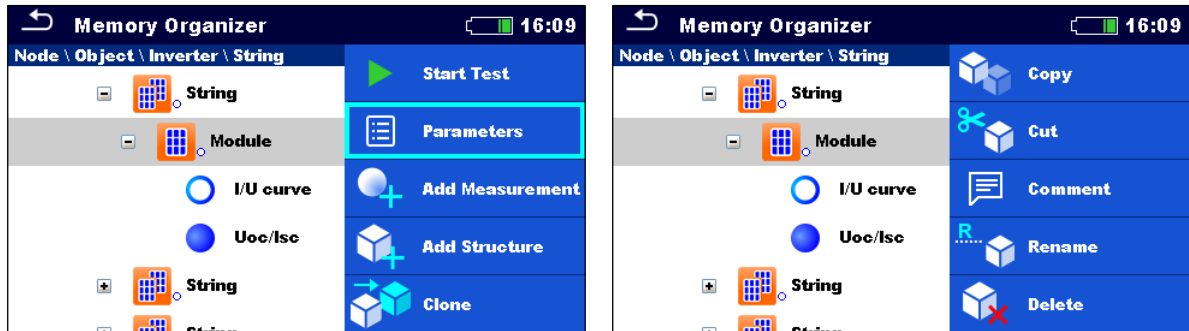 Memory Organizer 16:09
Node \ Object \ Inverter \ String
String
Module
I/U curve
Uoc/Isc
String
String
Start Test
Parameters
Add Measurement
Add Structure
Clone
Memory Organizer 16:09
Node \ Object \ Inverter \ String
String
Module
I/U curve
Uoc/Isc
String
String
Copy
Cut
Comment
R
Rename
Delete